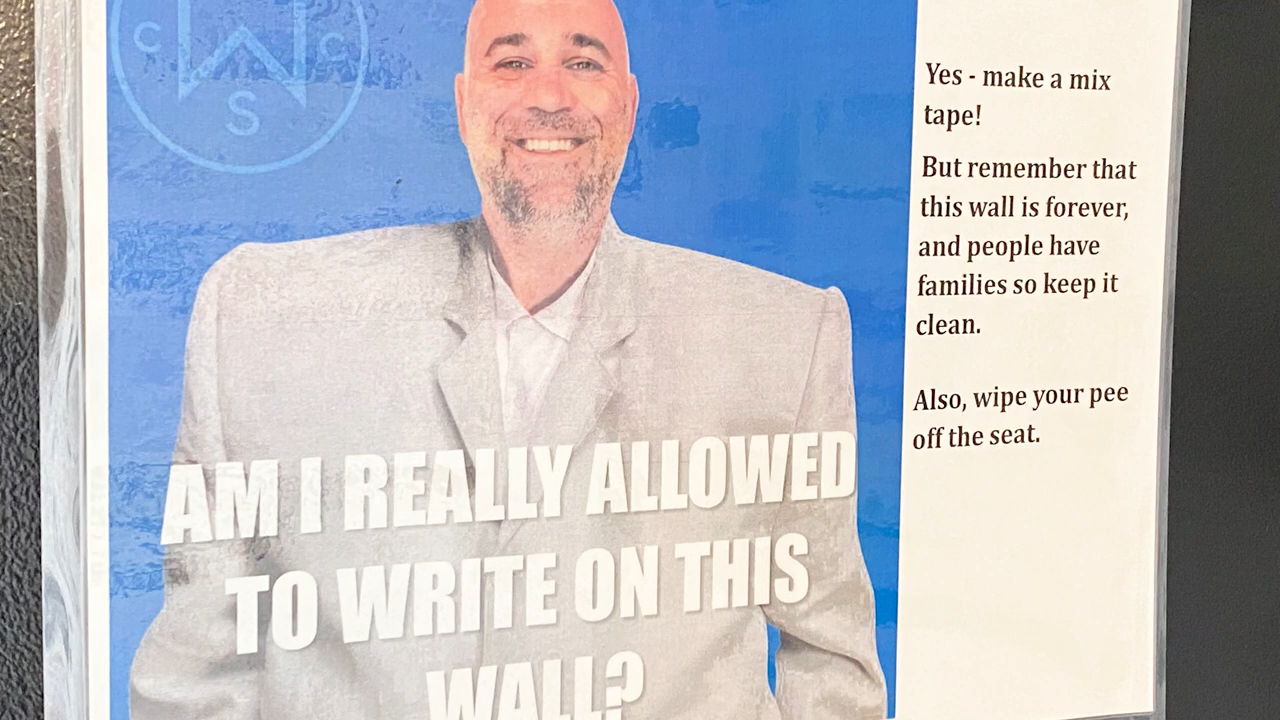 C W C
S
AM I REALLY ALLOWED
TO WRITE ON THIS
WALL?
Yes - make a mix
tape!
But remember that
this wall is forever,
and people have
families so keep it
clean.
Also, wipe your pee
off the seat.